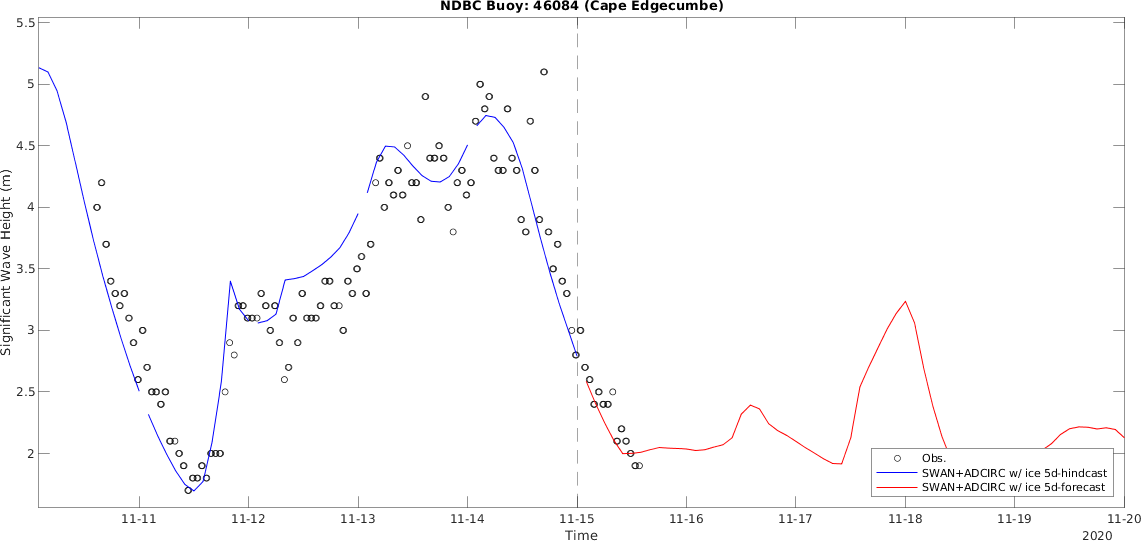 NDBC Buoy: 46084 (Cape Edgecumbe)
5.5
5
4.5
4
3.5
3
2.5
2
Significant Wave Height (m)
Obs.
SWAN+ADCIRC w/ ice 5d-hindcast
SWAN+ADCIRC w/ ice 5d-forecast
11-11 11-12 11-13 11-14 11-15 11-16 11-17 11-18 11-19 11-20
Time
2020